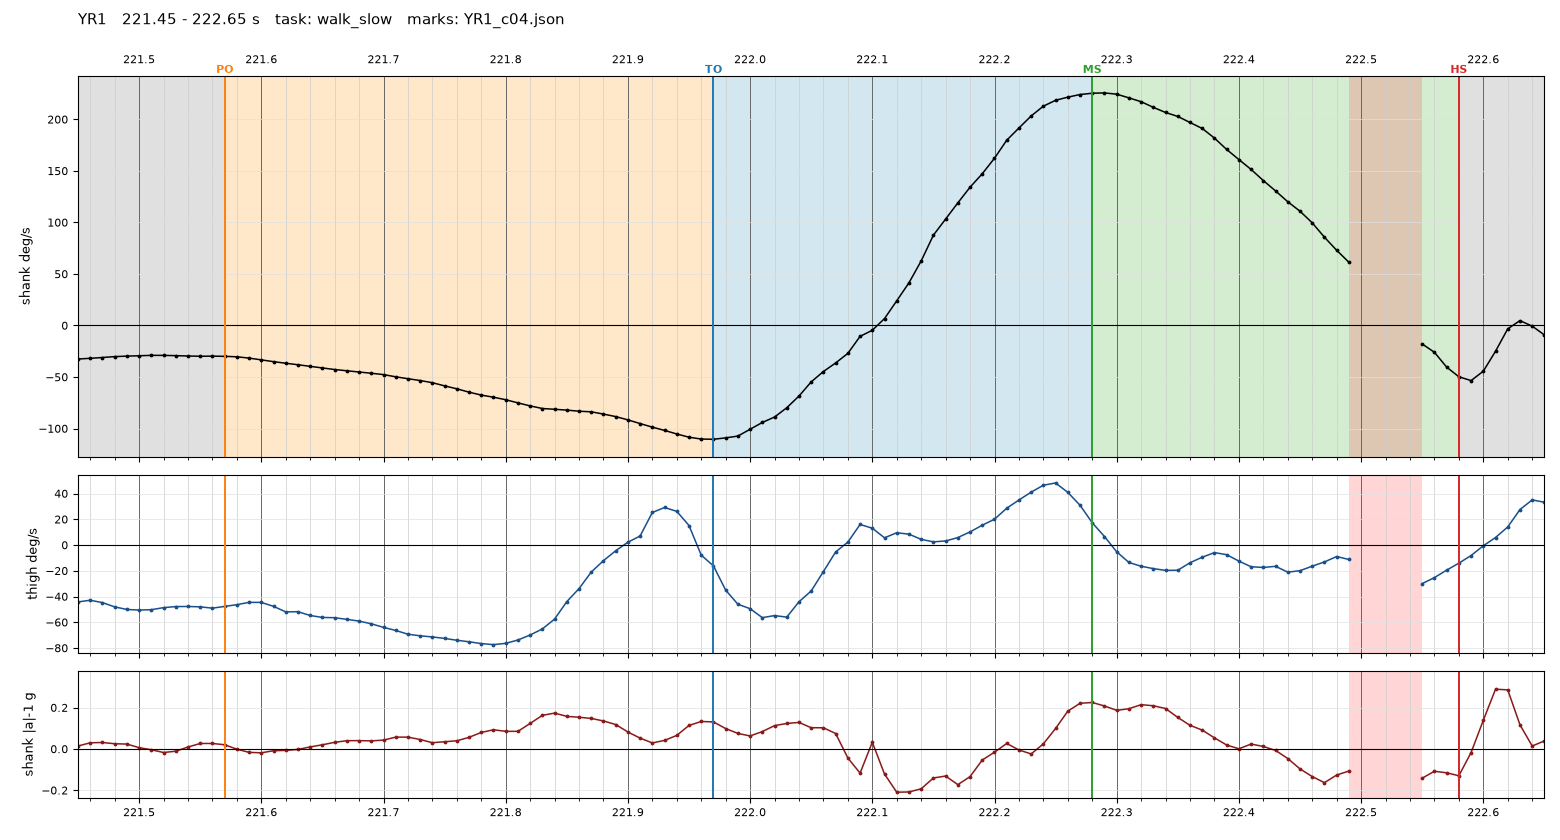 YR1   221.45 - 222.65 s   task: walk_slow   marks: YR1_c04.json
221.5 221.6 221.7 221.8 221.9 222.0 222.1 222.2 222.3 222.4 222.5 222.6
PO TO MS HS
shank deg/s
200
150
100
50
0
−50
−100
thigh deg/s
40
20
0
−20
−40
−60
−80
shank |a|-1 g
0.2
0.0
−0.2
221.5 221.6 221.7 221.8 221.9 222.0 222.1 222.2 222.3 222.4 222.5 222.6